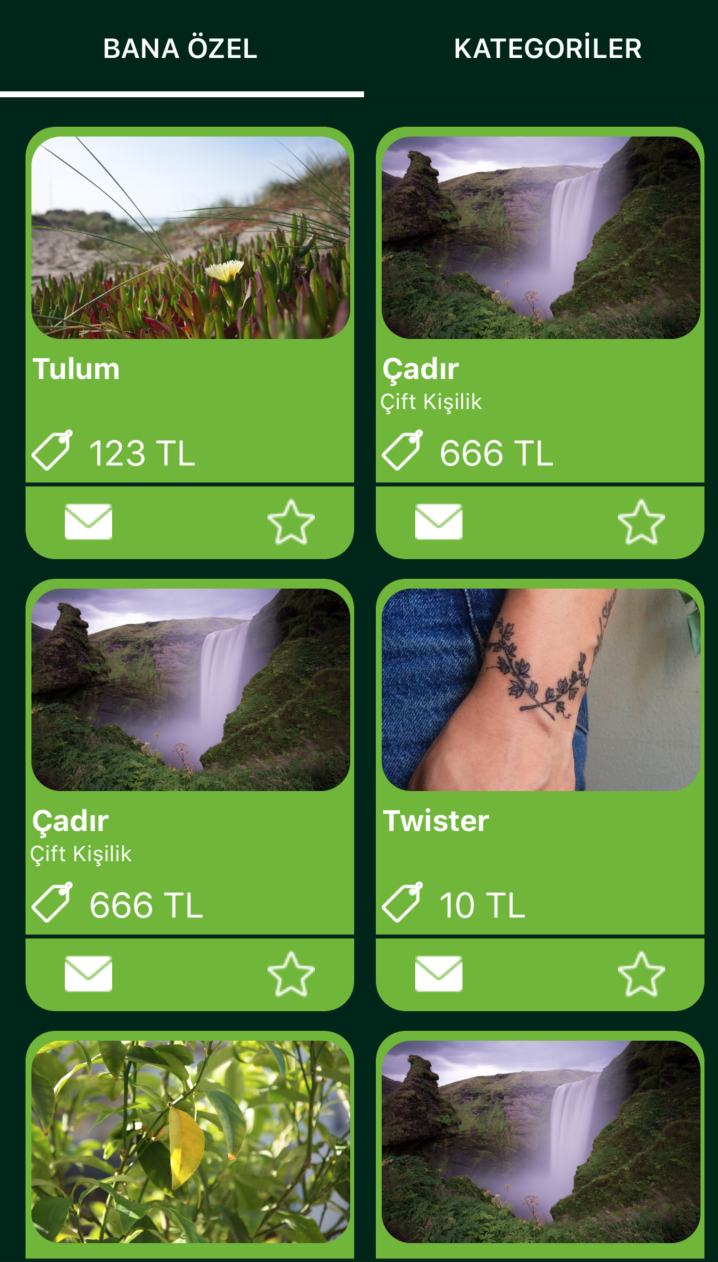 BANA ÖZEL
KATEGORİLER
Tulum
123 TL
Çadır
Çift Kişilik
666 TL
Çadır
Çift Kişilik
666 TL
Twister
10 TL